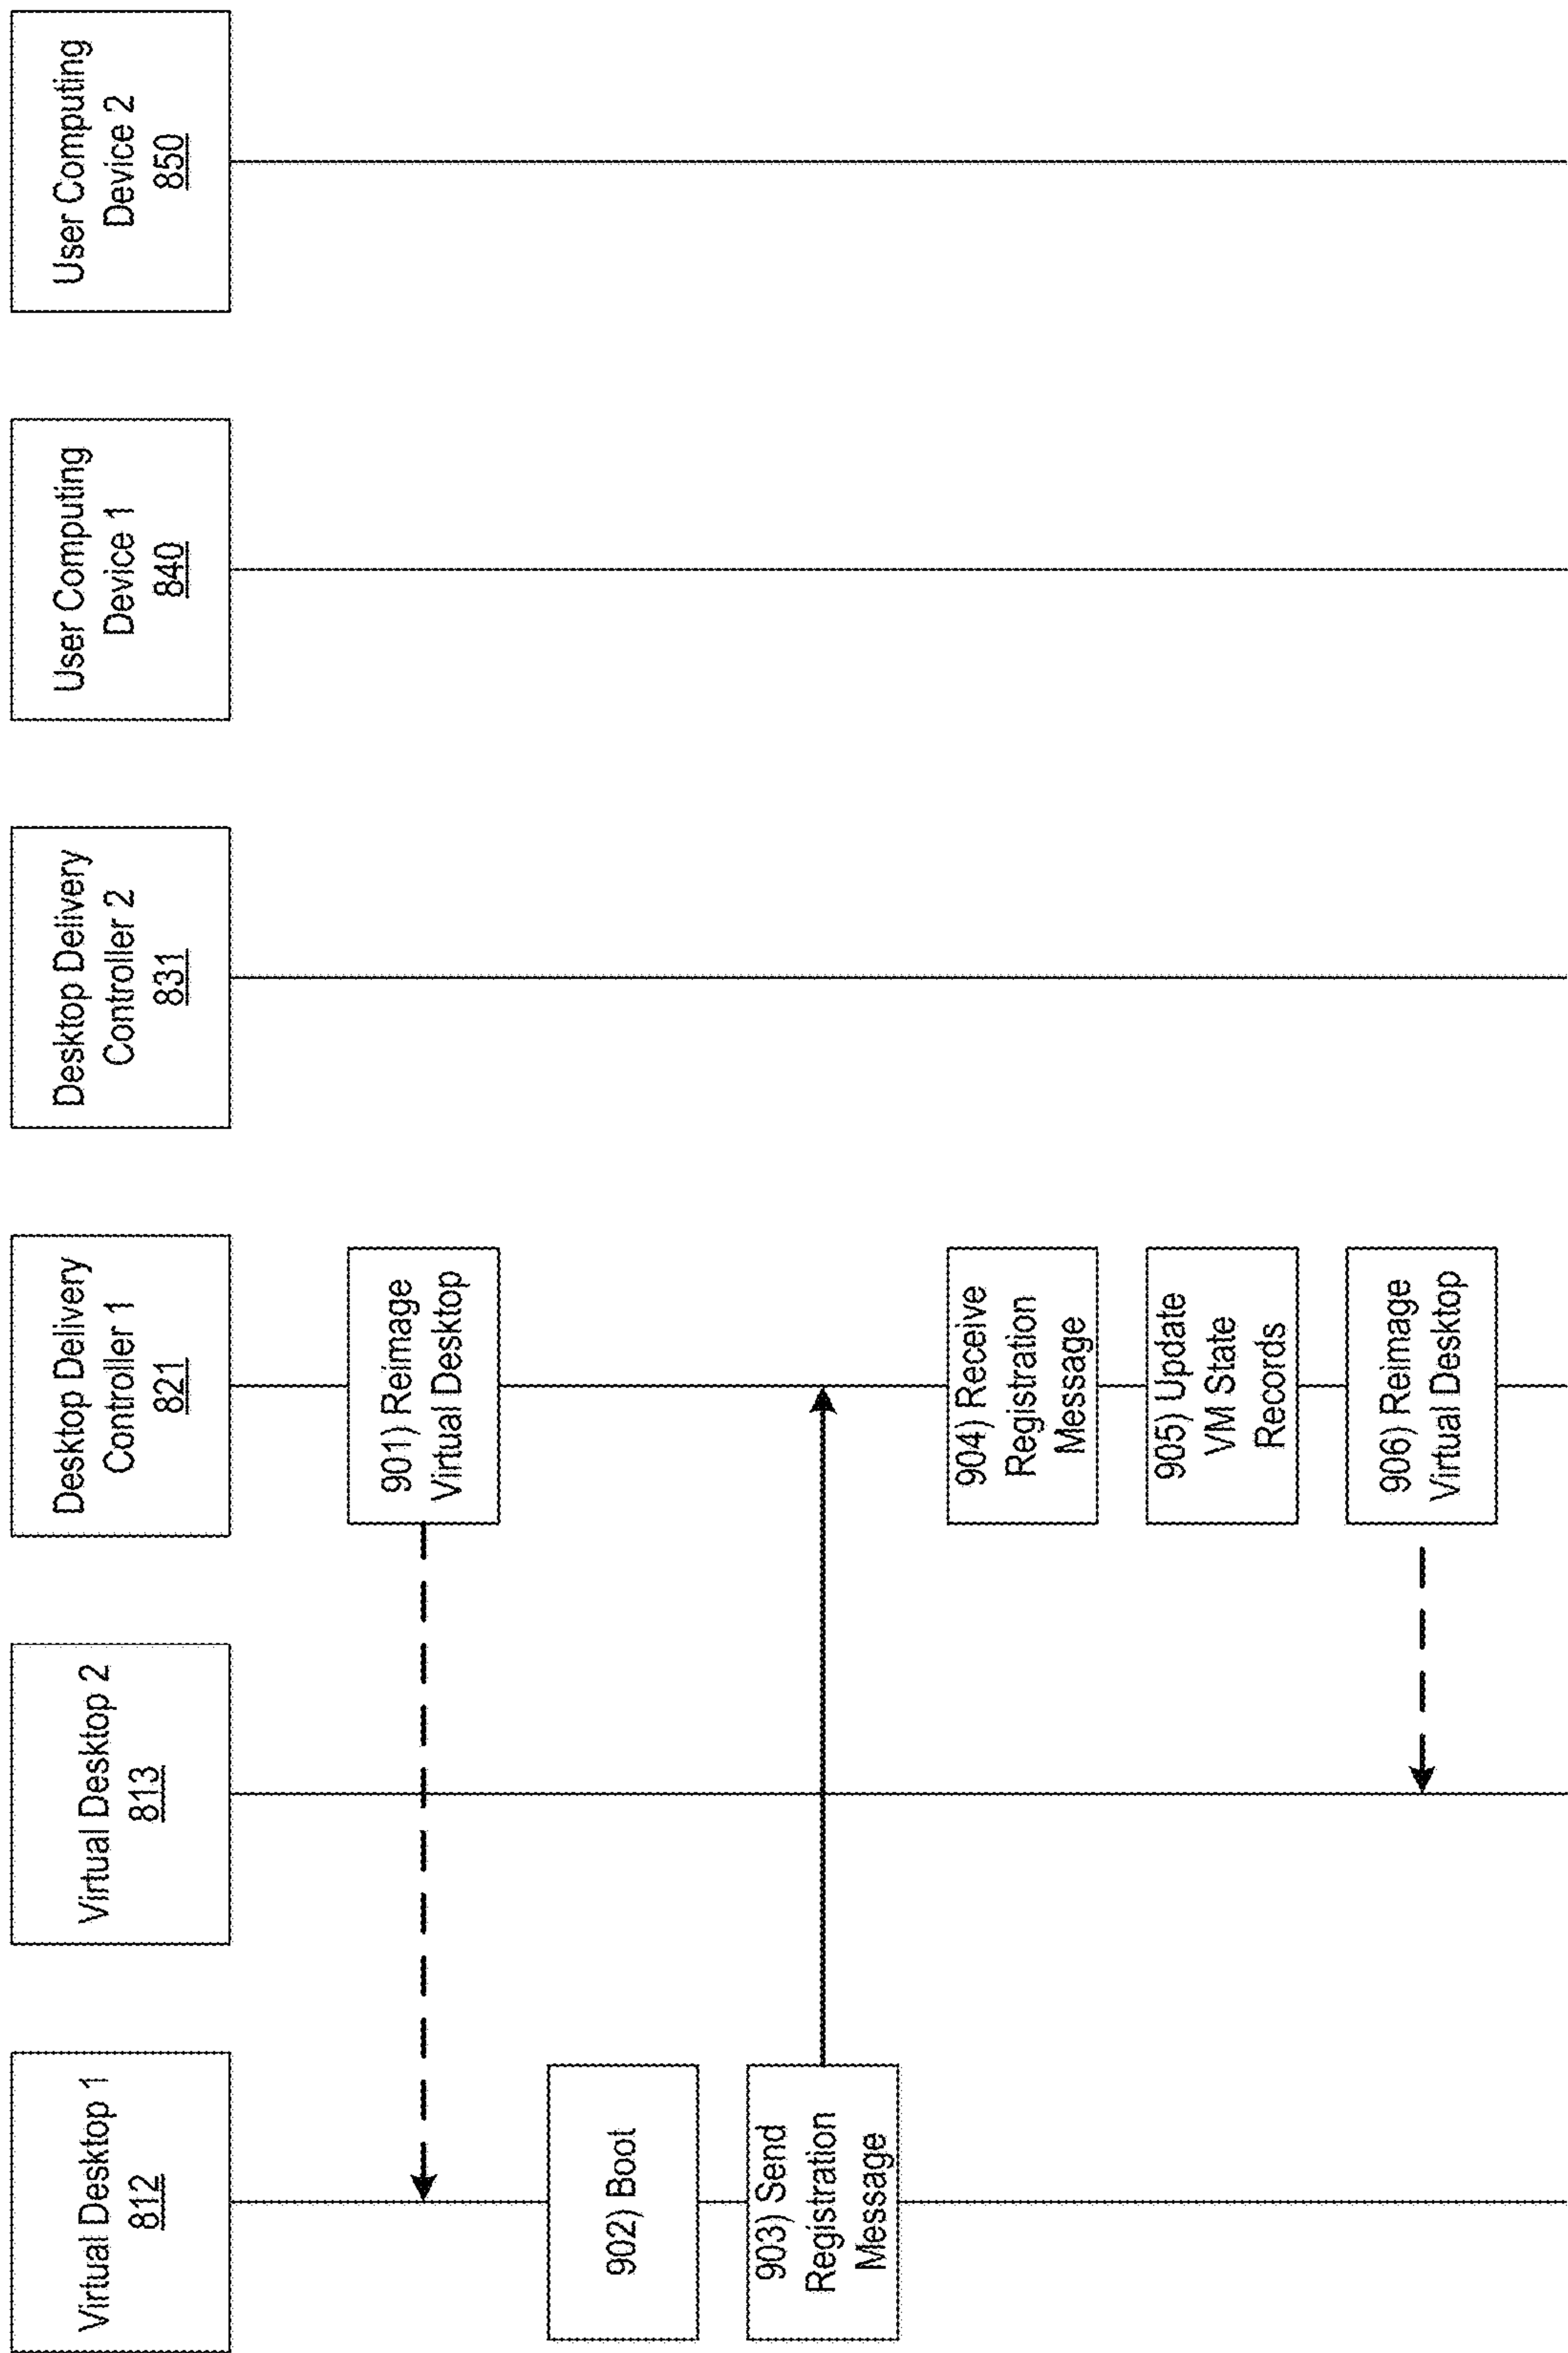 Virtual Desktop 1
812
Virtual Desktop 2
813
Desktop Delivery
Controller 1
821
Desktop Delivery
Controller 2
831
User Computing
Device 1
840
User Computing
Device 2
850
901) Reimage
Virtual Desktop
902) Boot
903) Send
Registration
Message
904) Receive
Registration
Message
905) Update
VM State
Records
906) Reimage
Virtual Desktop